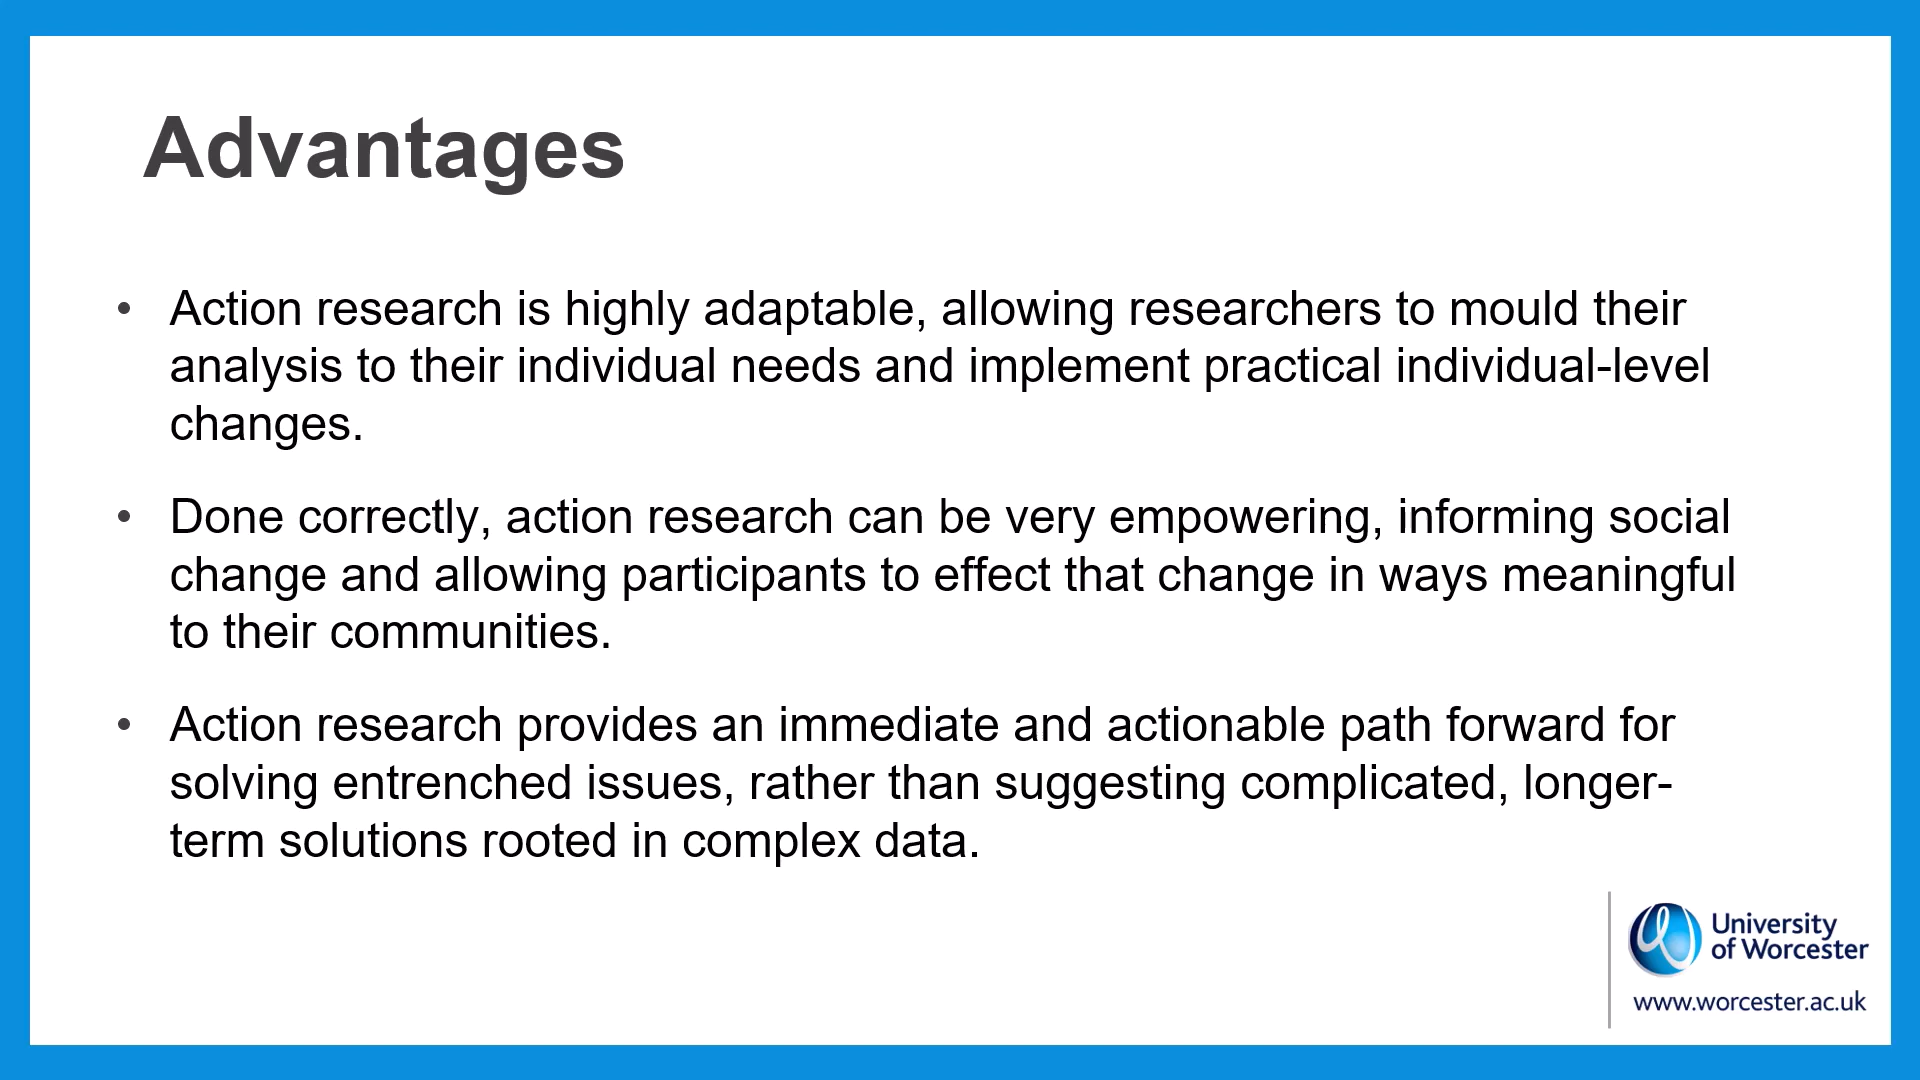 Advantages
• Action research is highly adaptable, allowing researchers to mould their
analysis to their individual needs and implement practical individual-level
changes.
• Done correctly, action research can be very empowering, informing social
change and allowing participants to effect that change in ways meaningful
to their communities.
• Action research provides an immediate and actionable path forward for
solving entrenched issues, rather than suggesting complicated, longer-
term solutions rooted in complex data.
University
of Worcester
www.worcester.ac.uk